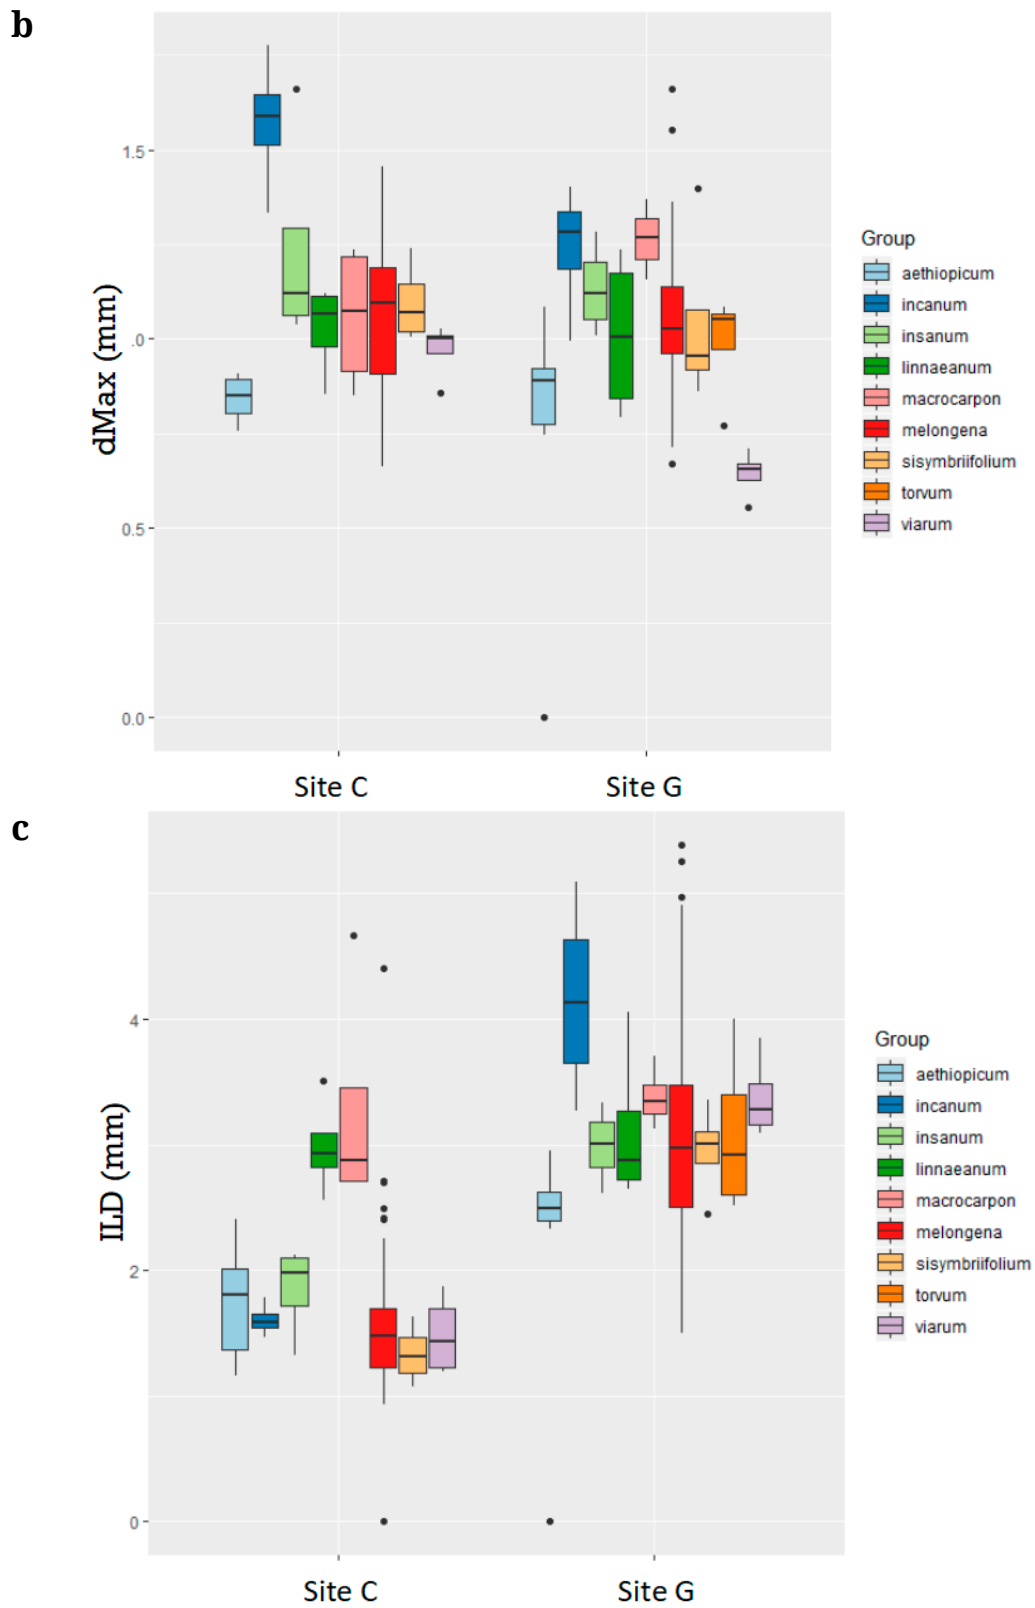 b
dMax (mm)
1.5
.0
0.5
0.0
Site C
Site G
Group
aethiopicum
incanum
insanum
linnaeanum
macrocarpon
melongena
sisymbriifolium
torvum
viarum
c
ILD (mm)
4
2
0
Site C
Site G
Group
aethiopicum
incanum
insanum
linnaeanum
macrocarpon
melongena
sisymbriifolium
torvum
viarum